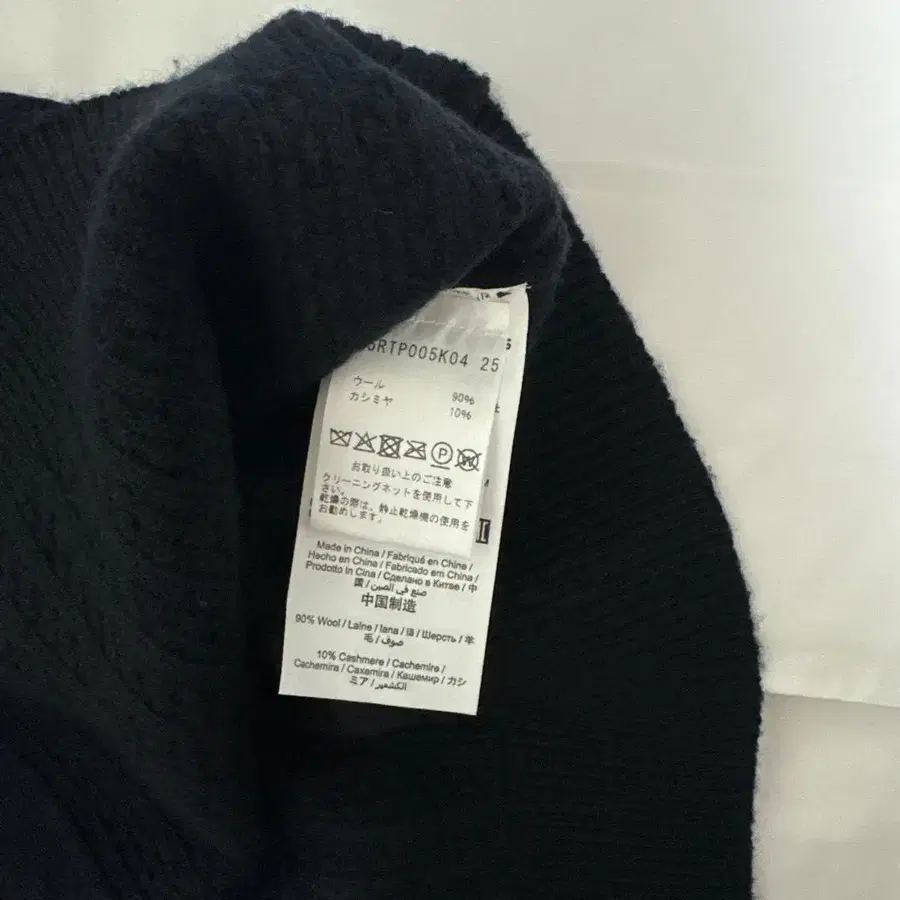 RTP005K04 25
ウール 90%
カシミヤ 10%
お取り扱い上のご注意
クリーニングネットを使用して下
さい。
乾燥の際は、静止乾燥機の使用を
お勧めします。
Made in China / Fabriqué en Chine /
Hecho en China / Fabricado em China /
Prodotto in Cina / Сделано в Китае / 中
国 / صنع في الصين /
中国制造
90% Wool / Laine / lana / lã / Шерсть / 羊
毛 / صوف /
10% Cashmere / Cachemire /
Cachemira / Caxemira / Кашемир / カシ
ミア / الكشمير